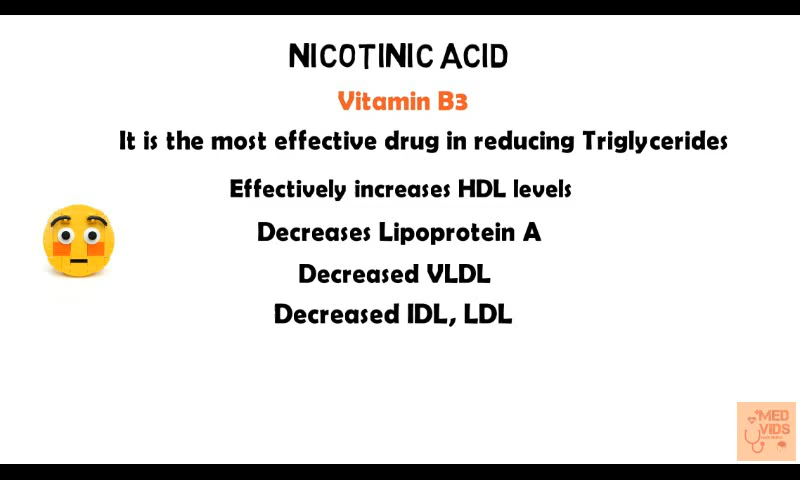 NICOTINIC ACID
Vitamin B3
It is the most effective drug in reducing Triglycerides
Effectively increases HDL levels
Decreases Lipoprotein A
Decreased VLDL
Decreased IDL, LDL
MED
VIDS